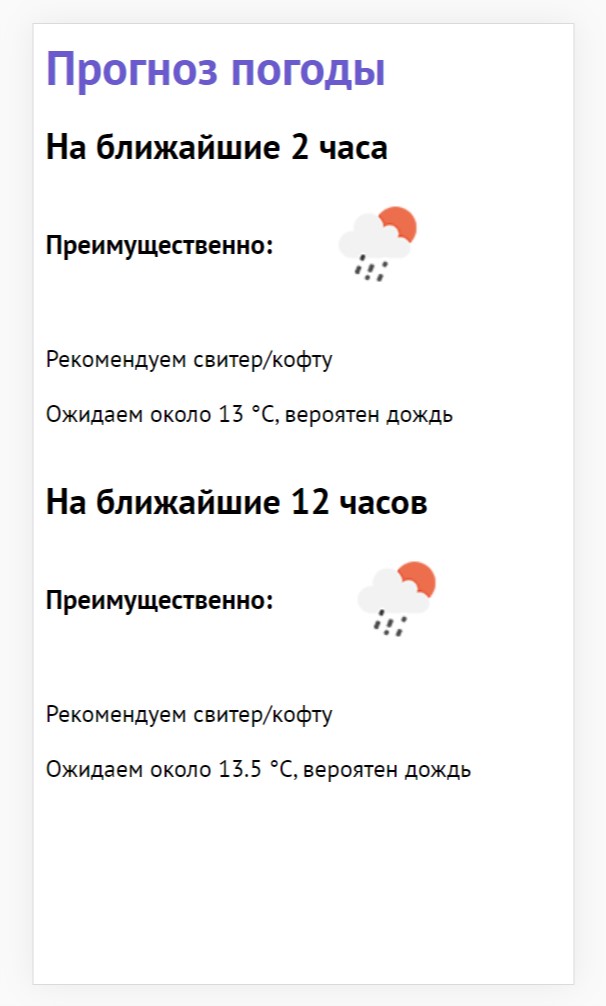 Прогноз погоды
На ближайшие 2 часа
Преимущественно:
Рекомендуем свитер/кофту
Ожидаем около 13 °C, вероятен дождь
На ближайшие 12 часов
Преимущественно:
Рекомендуем свитер/кофту
Ожидаем около 13.5 °C, вероятен дождь